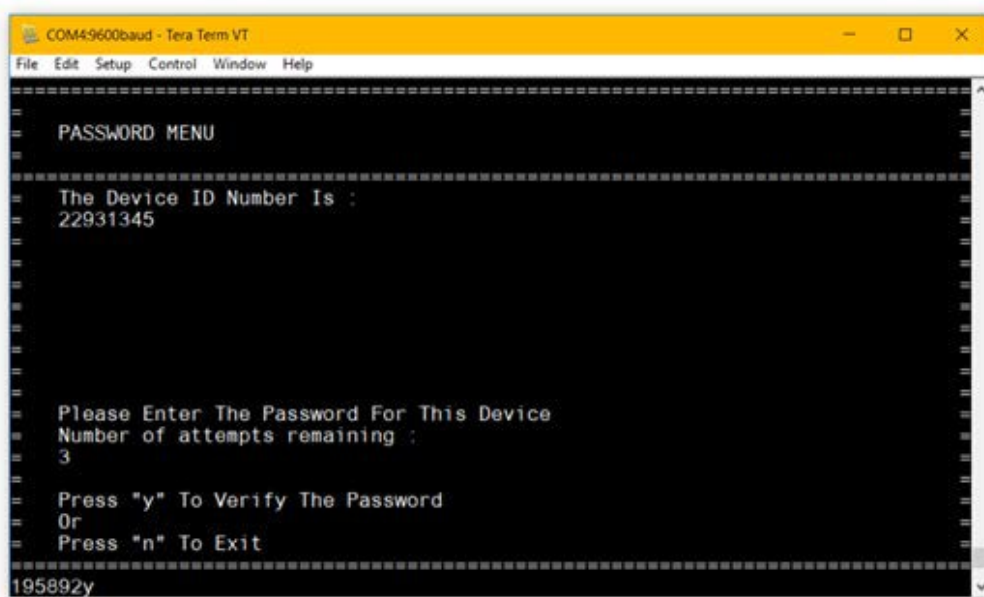 COM4:9600baud - Tera Term VT
File Edit Setup Control Window Help
================================================================
= =
= PASSWORD MENU =
= =
================================================================
= The Device ID Number Is : =
= 22931345 =
= =
= =
= =
= =
= =
= =
= =
= =
= Please Enter The Password For This Device =
= Number of attempts remaining : =
= 3 =
= =
= Press "y" To Verify The Password =
= Or =
= Press "n" To Exit =
================================================================
195892y